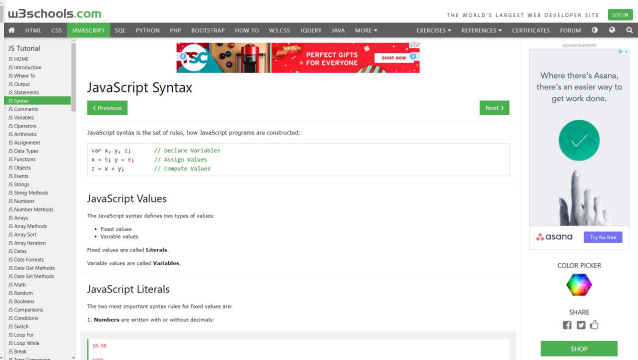 w3schools.com
THE WORLD'S LARGEST WEB DEVELOPER SITE
LOG IN
HTML CSS JAVASCRIPT SQL PYTHON PHP BOOTSTRAP HOW TO W3.CSS JQUERY JAVA MORE EXERCISES REFERENCES CERTIFICATES FORUM
JS Tutorial
JS HOME
JS Introduction
JS Where To
JS Output
JS Statements
JS Syntax
JS Comments
JS Variables
JS Operators
JS Arithmetic
JS Assignment
JS Data Types
JS Functions
JS Objects
JS Events
JS Strings
JS String Methods
JS Numbers
JS Number Methods
JS Arrays
JS Array Methods
JS Array Sort
JS Array Iteration
JS Dates
JS Date Formats
JS Date Get Methods
JS Date Set Methods
JS Math
JS Random
JS Booleans
JS Comparisons
JS Conditions
JS Switch
JS Loop For
JS Loop While
JS Break
JS Type Conversion
PERFECT GIFTS
FOR EVERYONE
SHOP NOW
JavaScript Syntax
❮ Previous
Next ❯
JavaScript syntax is the set of rules, how JavaScript programs are constructed:
var x, y, z; // Declare Variables
x = 5; y = 6; // Assign Values
z = x + y; // Compute Values
JavaScript Values
The JavaScript syntax defines two types of values:
• Fixed values
• Variable values
Fixed values are called Literals.
Variable values are called Variables.
JavaScript Literals
The two most important syntax rules for fixed values are:
1. Numbers are written with or without decimals:
10.50
ADVERTISEMENT
Where there's Asana,
there's an easier way to
get work done.
asana
Try for free
COLOR PICKER
SHARE
SHOP